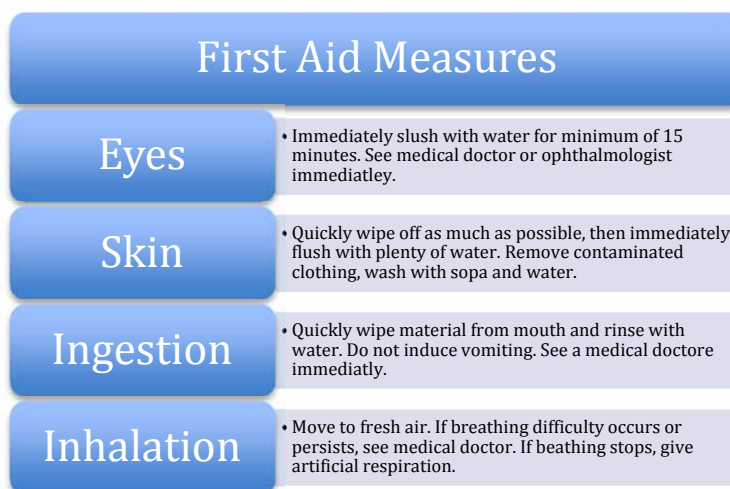 First Aid Measures
Eyes
• Immediately slush with water for minimum of 15
minutes. See medical doctor or ophthalmologist
immediatley.
Skin
• Quickly wipe off as much as possible, then immediately
flush with plenty of water. Remove contaminated
clothing, wash with sopa and water.
Ingestion
• Quickly wipe material from mouth and rinse with
water. Do not induce vomiting. See a medical doctore
immediatly.
Inhalation
• Move to fresh air. If breathing difficulty occurs or
persists, see medical doctor. If beathing stops, give
artificial respiration.